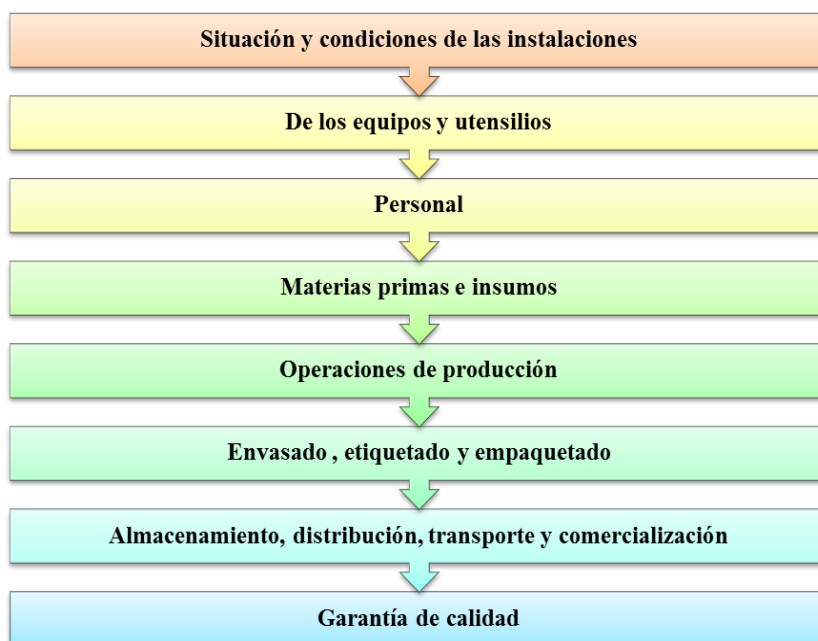 Situación y condiciones de las instalaciones
De los equipos y utensilios
Personal
Materias primas e insumos
Operaciones de producción
Envasado , etiquetado y empaquetado
Almacenamiento, distribución, transporte y comercialización
Garantía de calidad